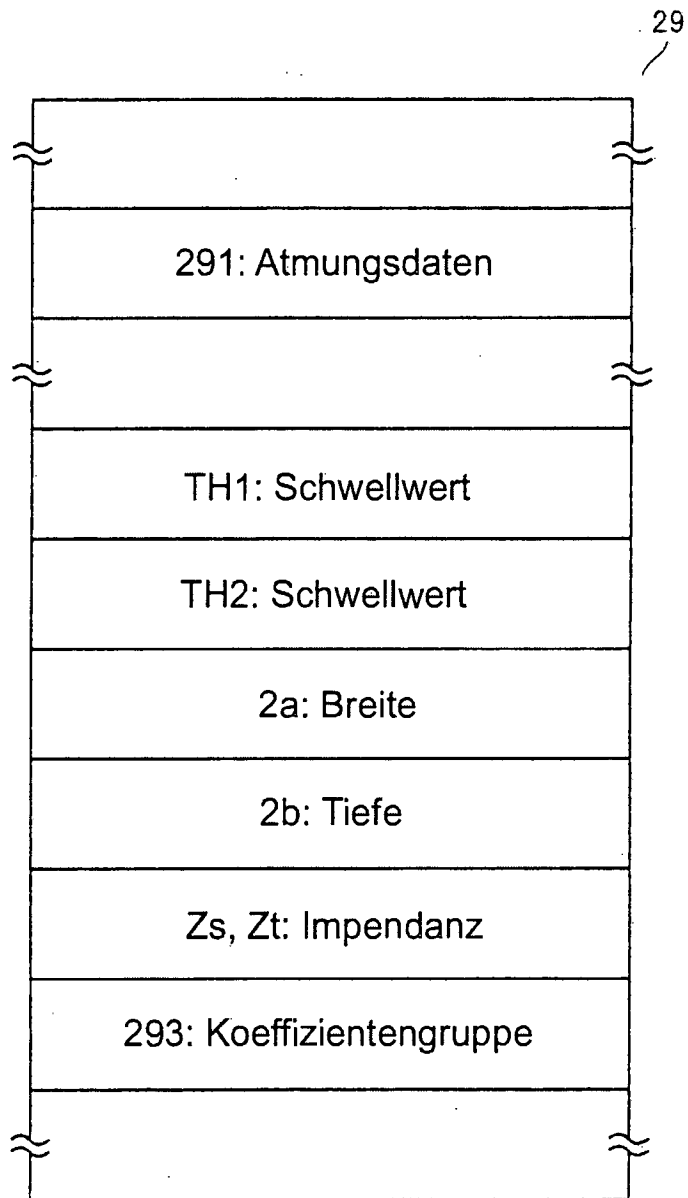 29
291: Atmungsdaten
TH1: Schwellwert
TH2: Schwellwert
2a: Breite
2b: Tiefe
Zs, Zt: Impendanz
293: Koeffizientengruppe